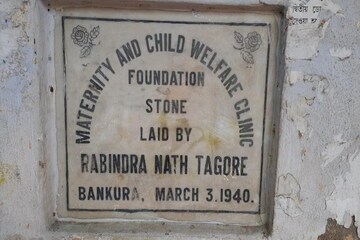 MATERNITY AND CHILD WELFARE CLINIC
FOUNDATION
STONE
LAID BY
RABINDRA NATH TAGORE
BANKURA, MARCH 3.1940.